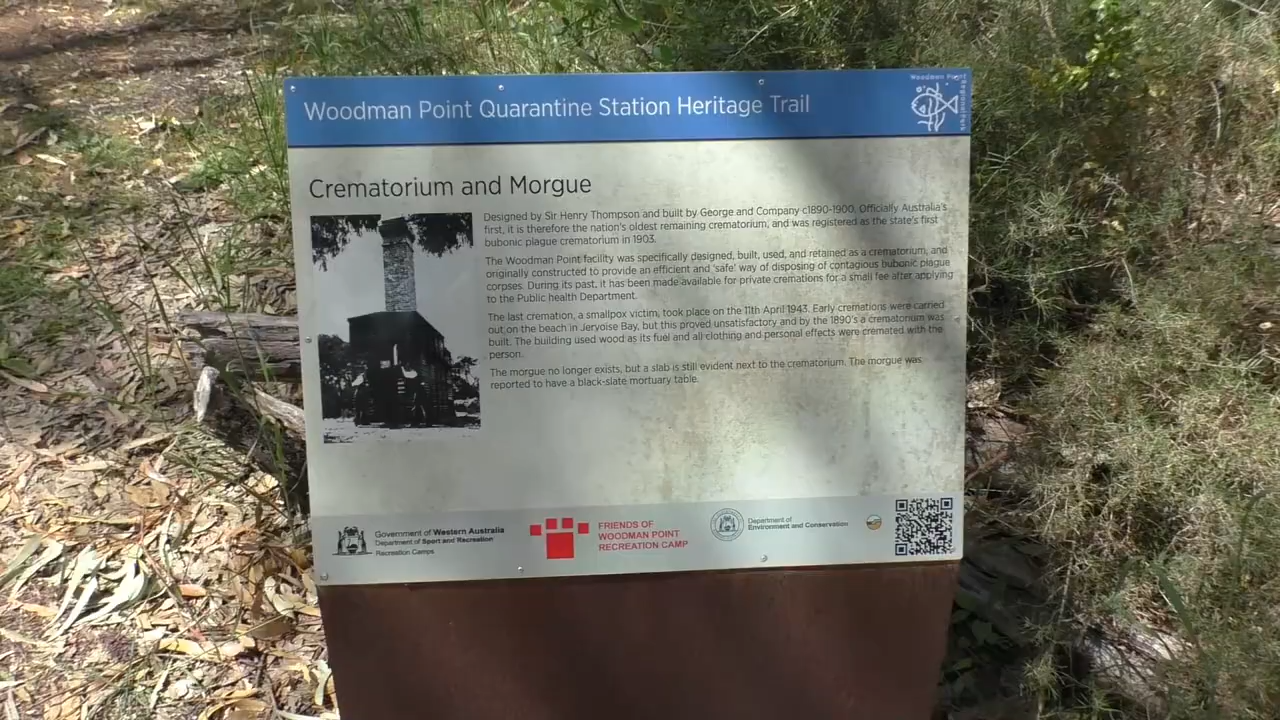 Woodman Point Quarantine Station Heritage Trail
Woodman Point
Regional Park
Crematorium and Morgue
Designed by Sir Henry Thompson and built by George and Company c1890-1900. Officially Australia's
first, it is therefore the nation's oldest remaining crematorium, and was registered as the state's first
bubonic plague crematorium in 1903.
The Woodman Point facility was specifically designed, built, used, and retained as a crematorium, and
originally constructed to provide an efficient and 'safe' way of disposing of contagious bubonic plague
corpses. During its past, it has been made available for private cremations for a small fee after applying
to the Public health Department.
The last cremation, a smallpox victim, took place on the 11th April 1943. Early cremations were carried
out on the beach in Jervoise Bay, but this proved unsatisfactory and by the 1890's a crematorium was
built. The building used wood as its fuel and all clothing and personal effects were cremated with the
person.
The morgue no longer exists, but a slab is still evident next to the crematorium. The morgue was
reported to have a black-slate mortuary table.
Government of Western Australia
Department of Sport and Recreation
Recreation Camps
FRIENDS OF
WOODMAN POINT
RECREATION CAMP
Department of
Environment and Conservation